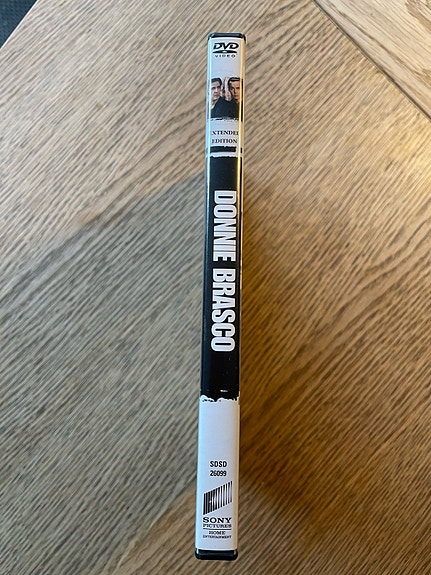 DVD
VIDEO
EXTENDED
EDITION
DONNIE BRASCO
SDSD
26099
SONY
PICTURES
HOME
ENTERTAINMENT